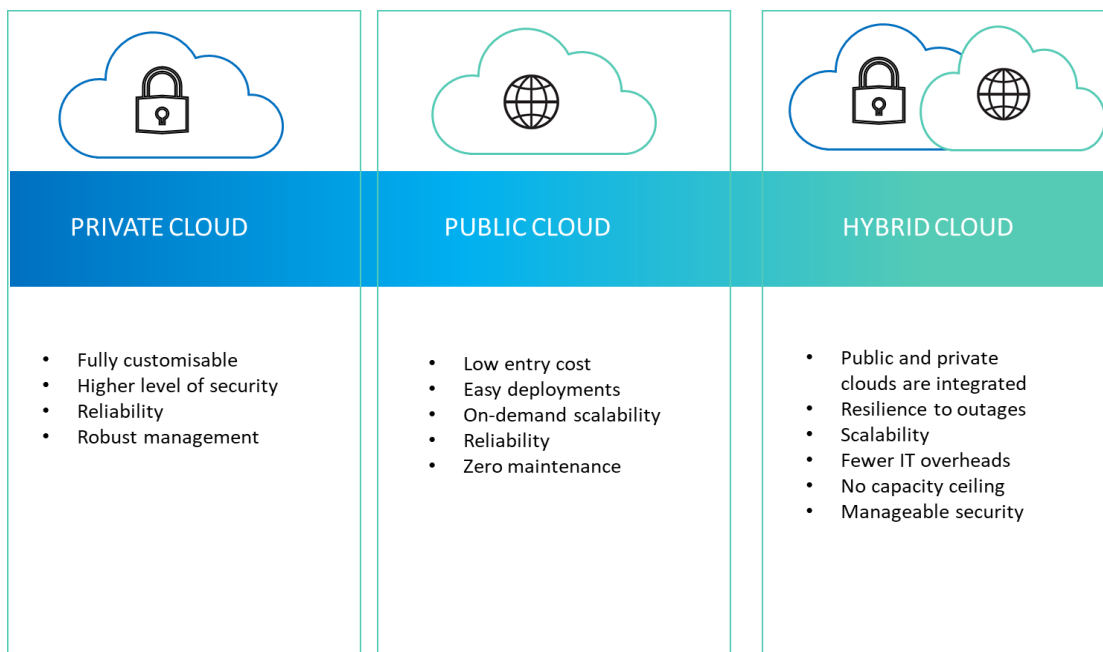 PRIVATE CLOUD
• Fully customisable
• Higher level of security
• Reliability
• Robust management
PUBLIC CLOUD
• Low entry cost
• Easy deployments
• On-demand scalability
• Reliability
• Zero maintenance
HYBRID CLOUD
• Public and private
clouds are integrated
• Resilience to outages
• Scalability
• Fewer IT overheads
• No capacity ceiling
• Manageable security